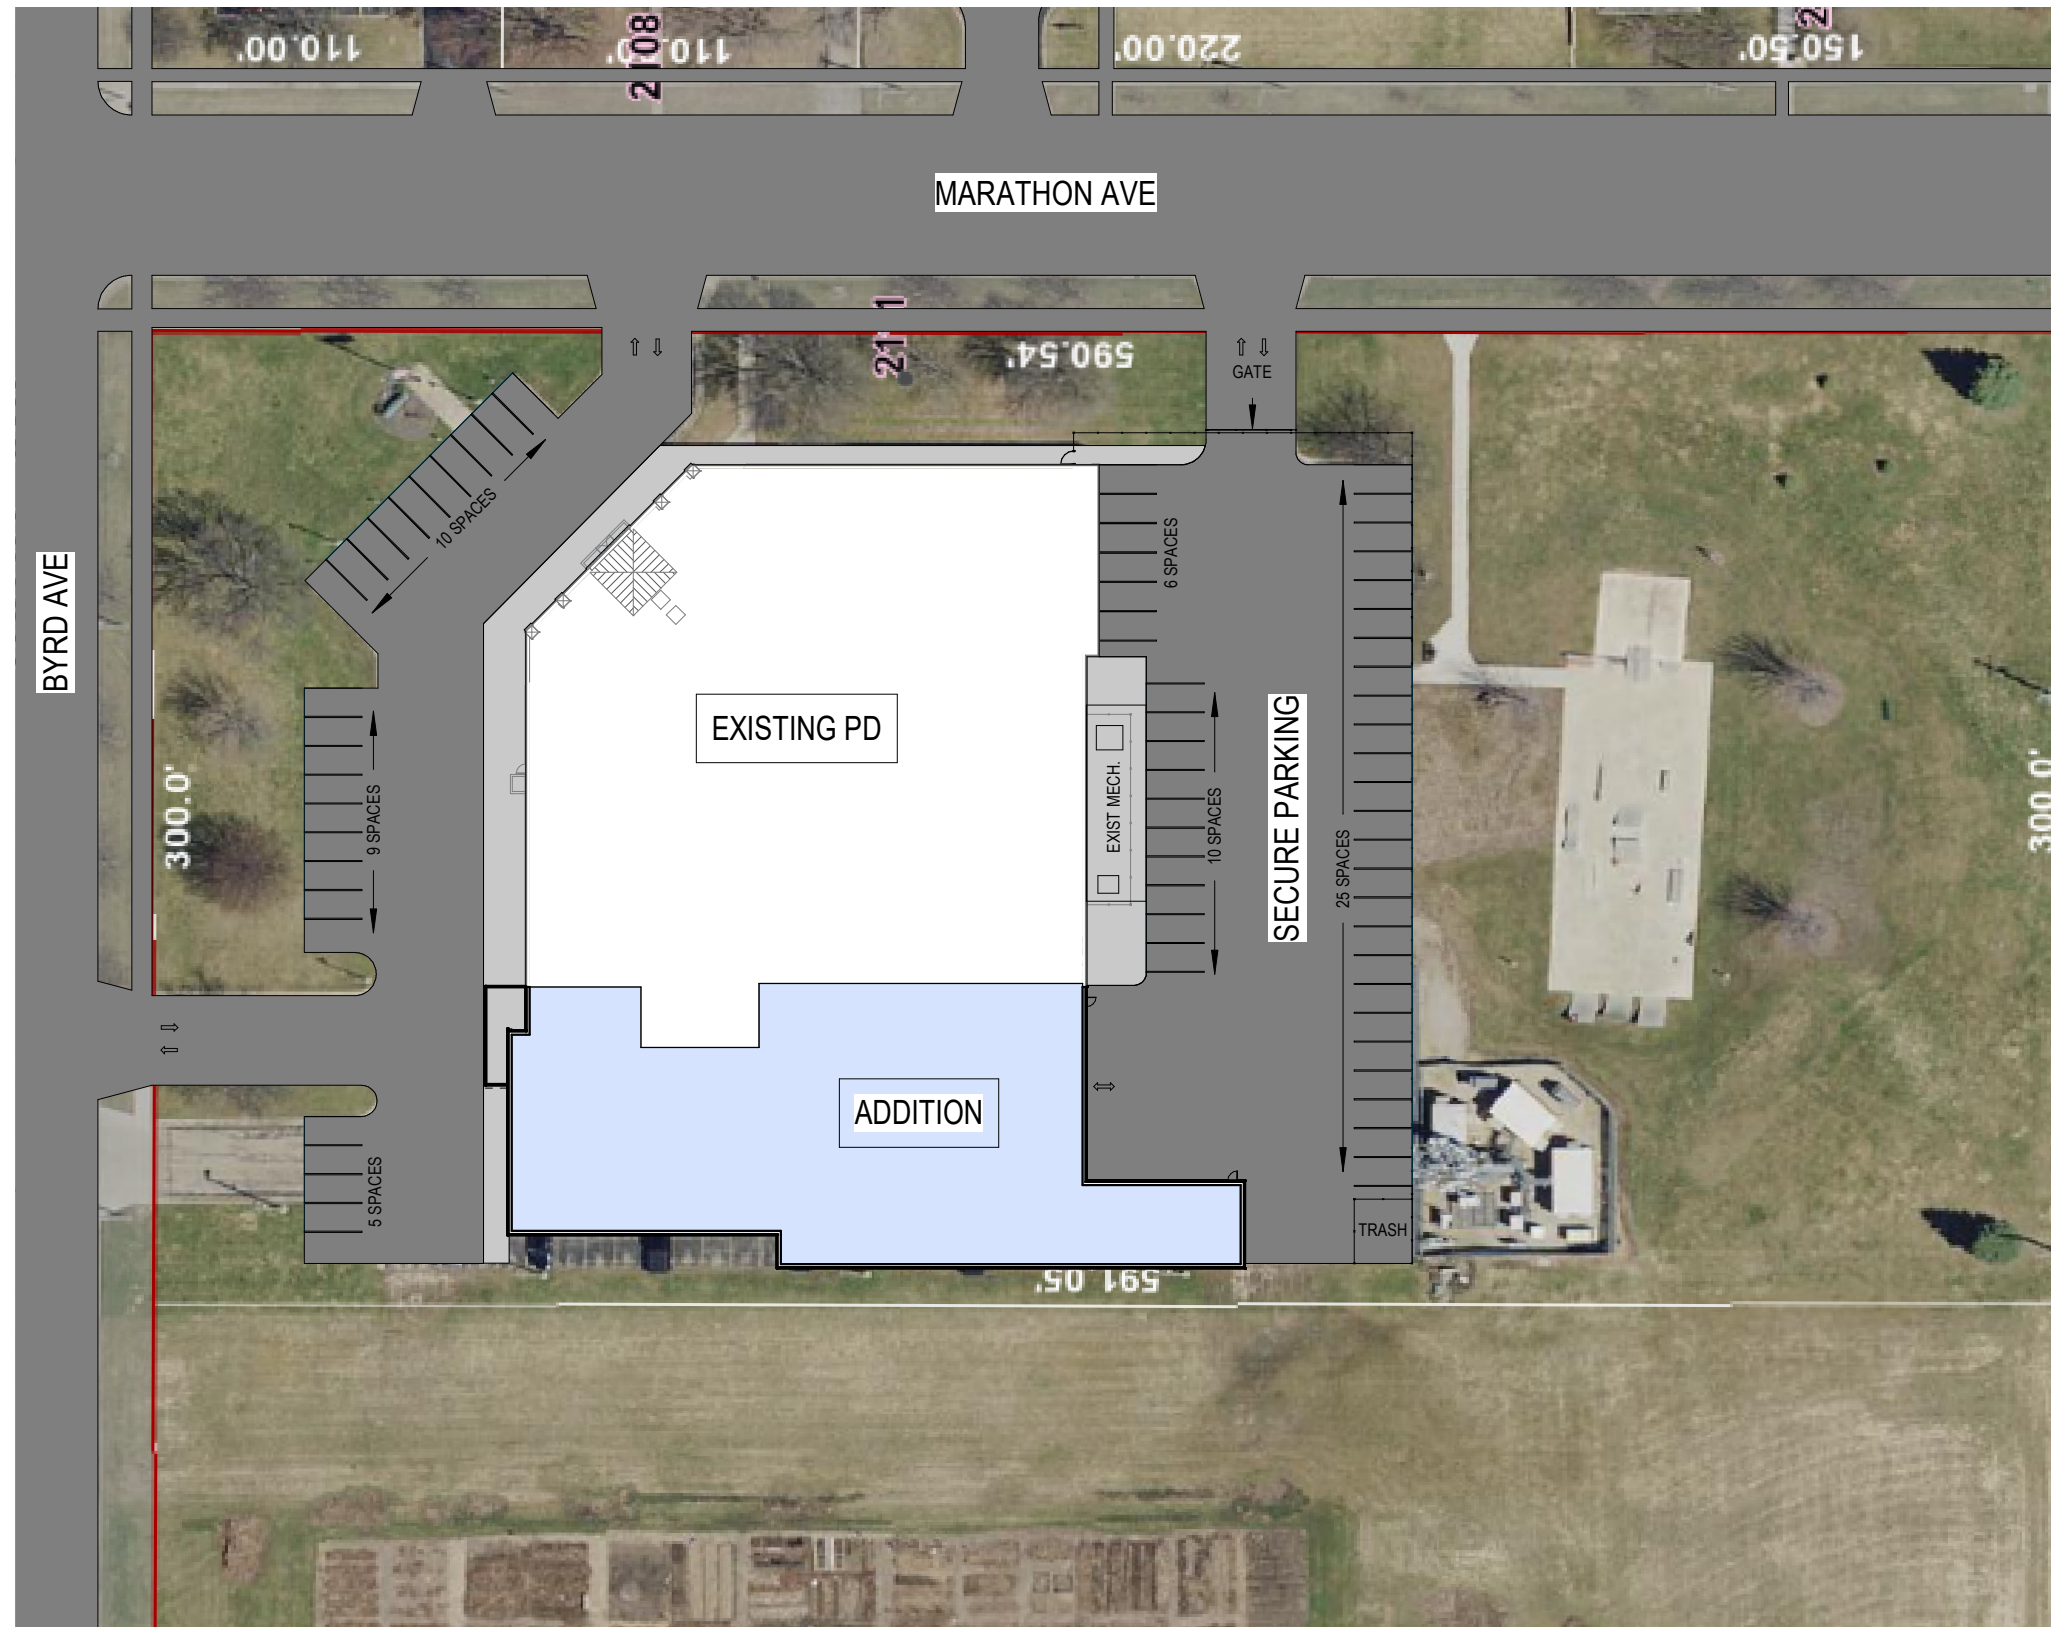 110.00'
2108
110.0'
220.00'
150.50'
2
MARATHON AVE
590.54'
GATE
10 SPACES
6 SPACES
BYRD AVE
EXISTING PD
SECURE PARKING
300.0'
9 SPACES
EXIST MECH.
10 SPACES
25 SPACES
300.0'
ADDITION
5 SPACES
TRASH
591.05'